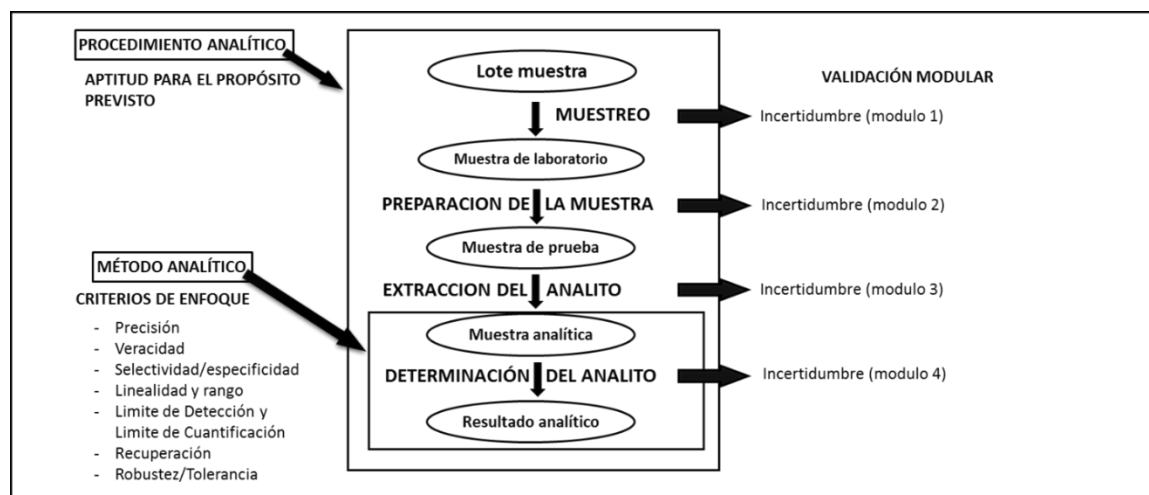 PROCEDIMIENTO ANALÍTICO
APTITUD PARA EL PROPÓSITO
PREVISTO
MÉTODO ANALÍTICO
CRITERIOS DE ENFOQUE
- Precisión
- Veracidad
- Selectividad/especificidad
- Linealidad y rango
- Limite de Detección y
Limite de Cuantificación
- Recuperación
- Robustez/Tolerancia
Lote muestra
MUESTREO
Muestra de laboratorio
PREPARACION DE LA MUESTRA
Muestra de prueba
EXTRACCION DEL ANALITO
Muestra analítica
DETERMINACIÓN DEL ANALITO
Resultado analítico
VALIDACIÓN MODULAR
Incertidumbre (modulo 1)
Incertidumbre (modulo 2)
Incertidumbre (modulo 3)
Incertidumbre (modulo 4)